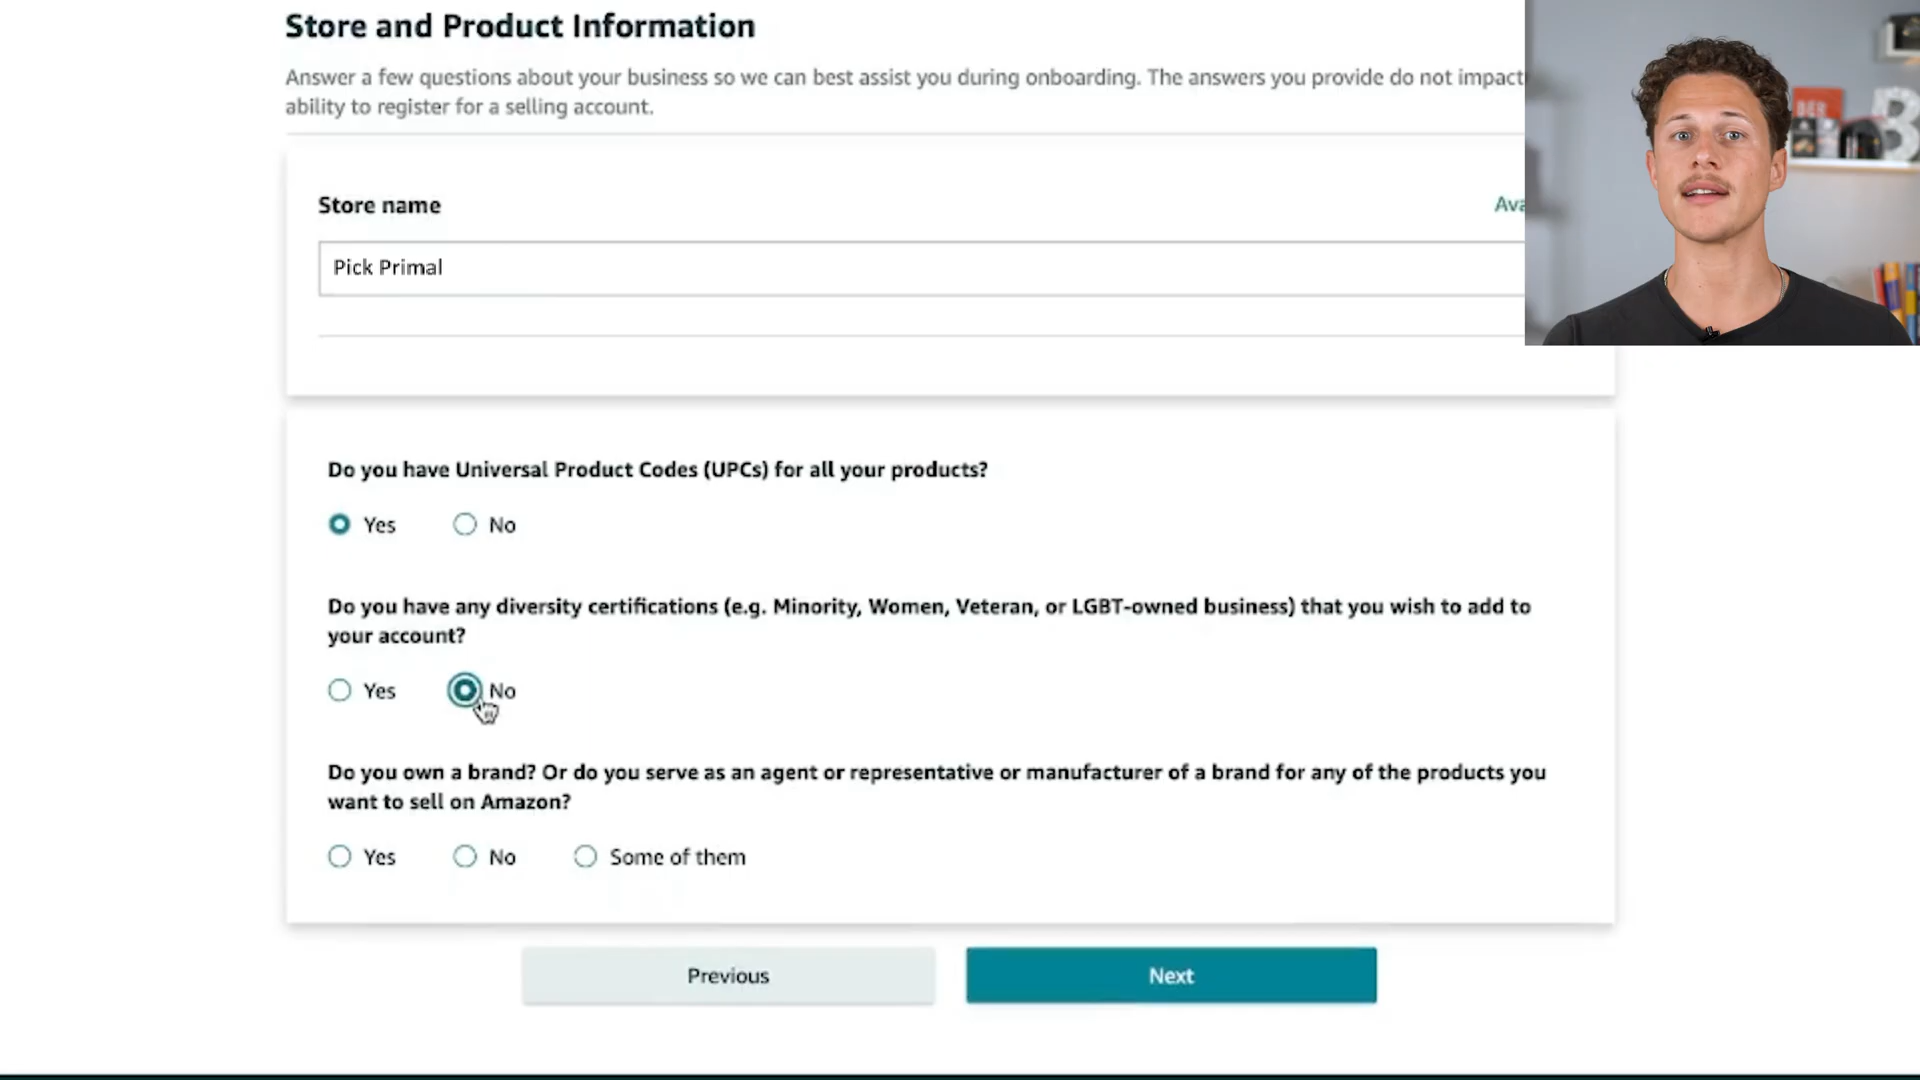 Store and Product Information
Answer a few questions about your business so we can best assist you during onboarding. The answers you provide do not impact
ability to register for a selling account.
Store name
Pick Primal
Do you have Universal Product Codes (UPCs) for all your products?
Yes No
Do you have any diversity certifications (e.g. Minority, Women, Veteran, or LGBT-owned business) that you wish to add to
your account?
Yes No
Do you own a brand? Or do you serve as an agent or representative or manufacturer of a brand for any of the products you
want to sell on Amazon?
Yes No Some of them
Previous Next